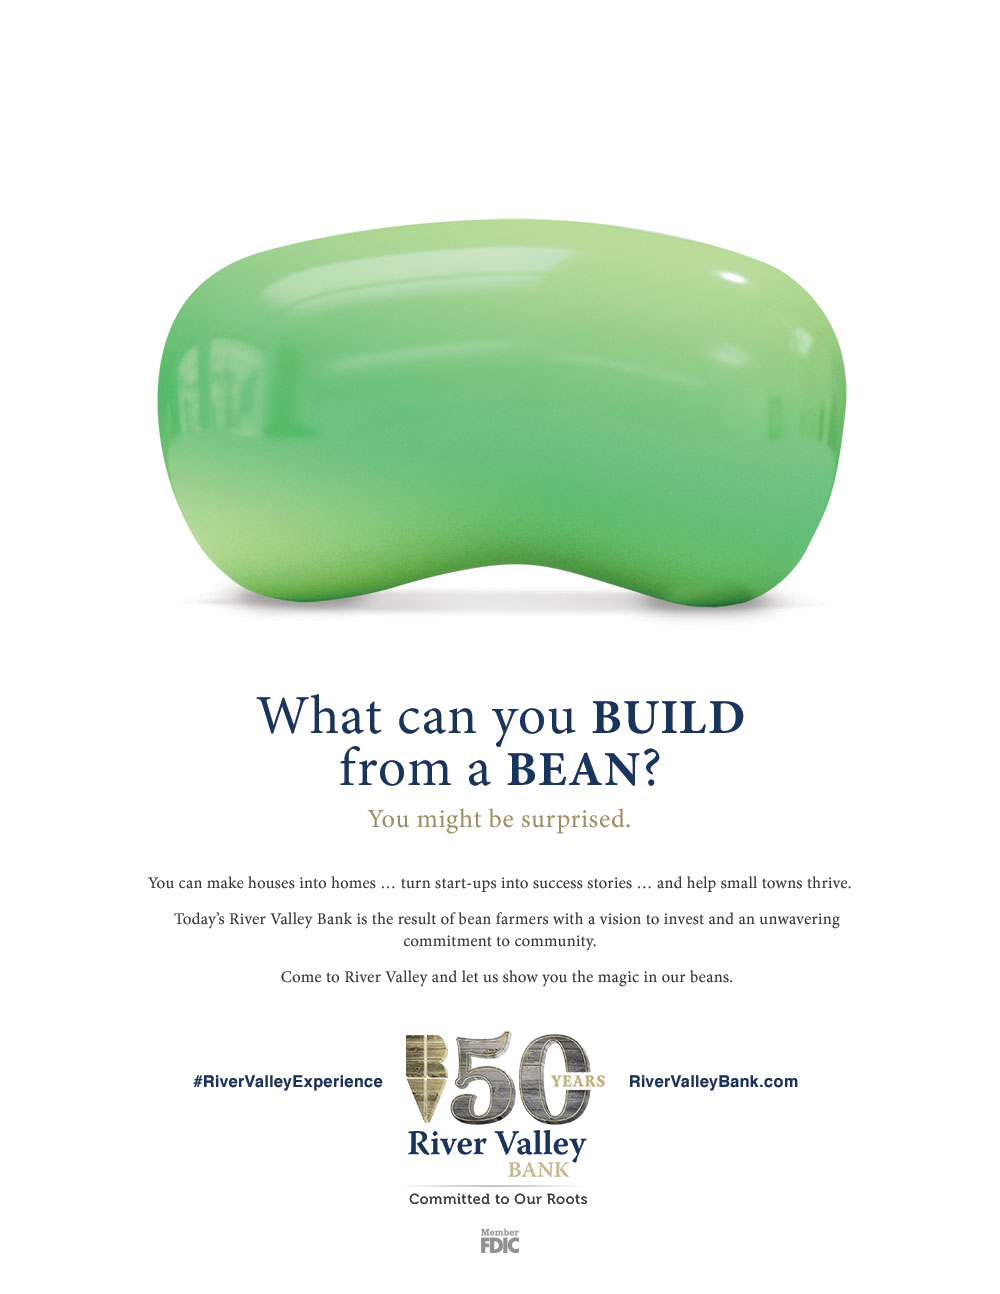 What can you BUILD
from a BEAN?
You might be surprised.
You can make houses into homes … turn start-ups into success stories … and help small towns thrive.
Today’s River Valley Bank is the result of bean farmers with a vision to invest and an unwavering
commitment to community.
Come to River Valley and let us show you the magic in our beans.
#RiverValleyExperience
RV
50
YEARS
River Valley
BANK
Committed to Our Roots
RiverValleyBank.com
Member
FDIC